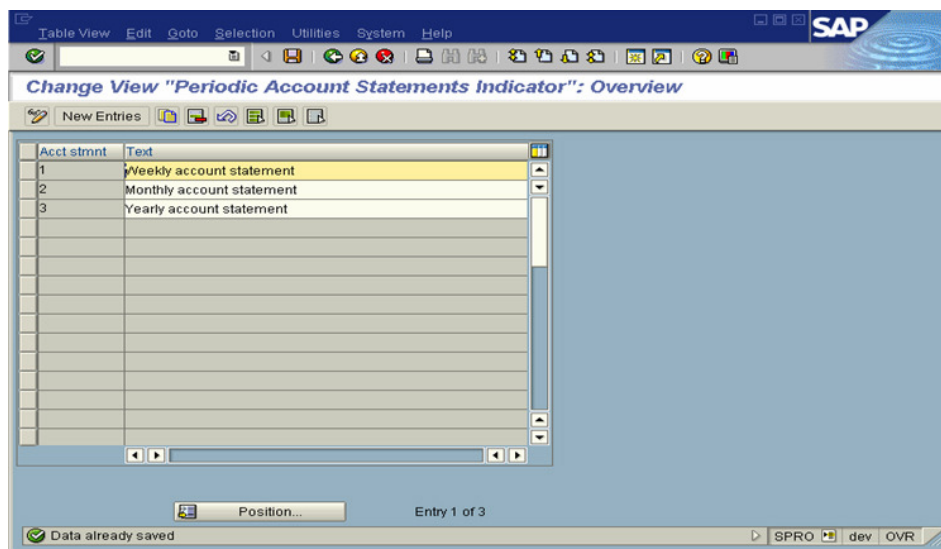 SAP
Table View Edit Goto Selection Utilities System Help
Change View "Periodic Account Statements Indicator": Overview
New Entries
Acct stmnt Text
1 Weekly account statement
2 Monthly account statement
3 Yearly account statement
Position... Entry 1 of 3
Data already saved SPRO dev OVR